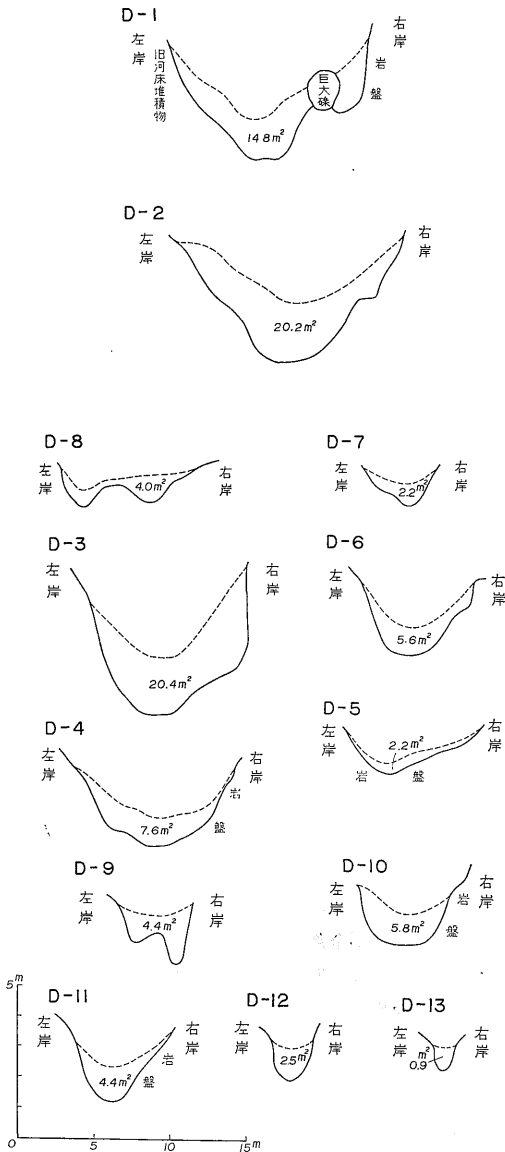 D-1
左岸
右岸
旧河床堆積物
巨大礫
岩盤
14.8m²
D-2
左岸
右岸
20.2m²
D-8
左岸
右岸
4.0m²
D-7
左岸
右岸
2.2m²
D-3
左岸
右岸
20.4m²
D-6
左岸
右岸
5.6m²
D-4
左岸
右岸
岩盤
7.6m²
D-5
左岸
右岸
2.2m²
岩盤
D-9
左岸
右岸
4.4m²
D-10
左岸
右岸
岩盤
5.8m²
5m
D-11
左岸
右岸
岩盤
4.4m²
D-12
左岸
右岸
2.5m²
D-13
左岸
右岸
m²
0.9
0 5 10 15m